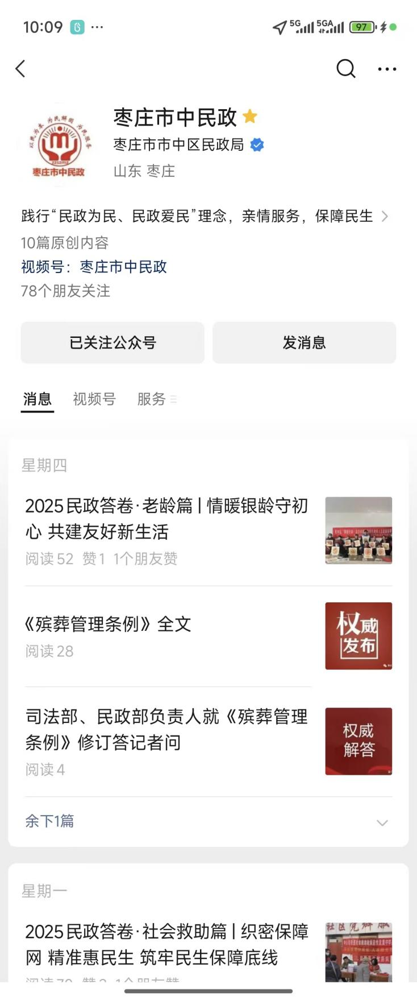 10:09
5G
5GA
97
以民为本 为民解困 为民服务
zzszmz
枣庄市中民政
枣庄市中民政
枣庄市市中区民政局
山东 枣庄
践行“民政为民、民政爱民”理念，亲情服务，保障民生
10篇原创内容
视频号：枣庄市中民政
78个朋友关注
已关注公众号
发消息
消息
视频号
服务
星期四
2025民政答卷·老龄篇 | 情暖银龄守初
心 共建友好新生活
阅读52 赞1 1个朋友赞
《殡葬管理条例》全文
阅读28
权威
发布
司法部、民政部负责人就《殡葬管理
条例》修订答记者问
阅读4
权威
解答
余下1篇
星期一
2025民政答卷·社会救助篇 | 织密保障
网 精准惠民生 筑牢民生保障底线
社区党群服